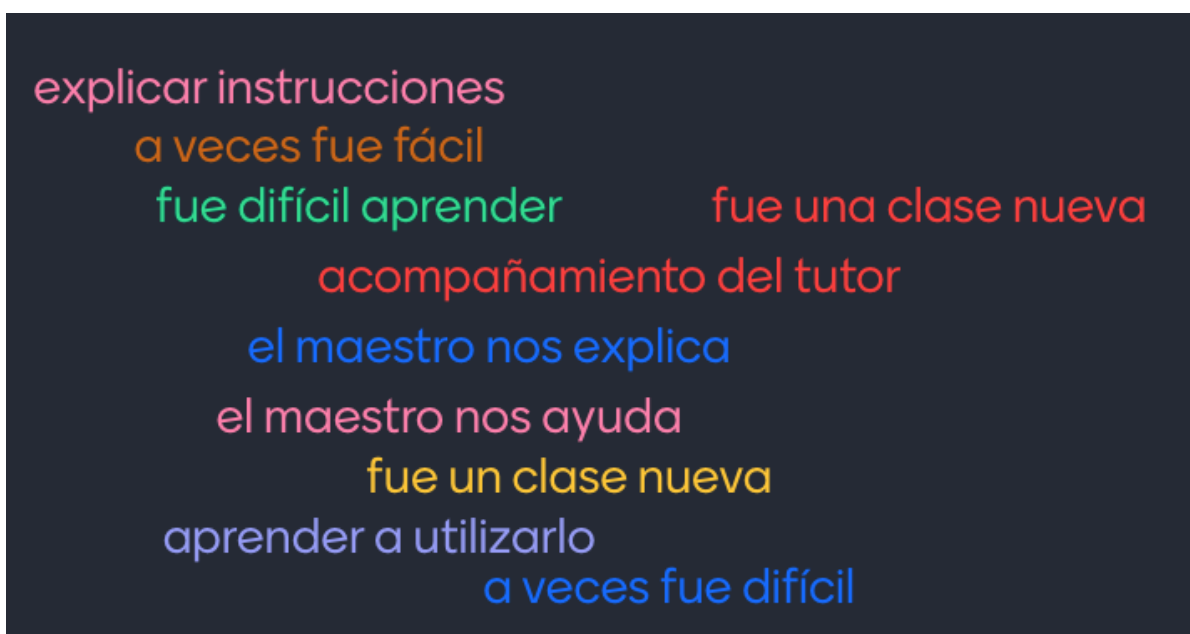 explicar instrucciones
a veces fue fácil
fue difícil aprender
fue una clase nueva
acompañamiento del tutor
el maestro nos explica
el maestro nos ayuda
fue un clase nueva
aprender a utilizarlo
a veces fue difícil